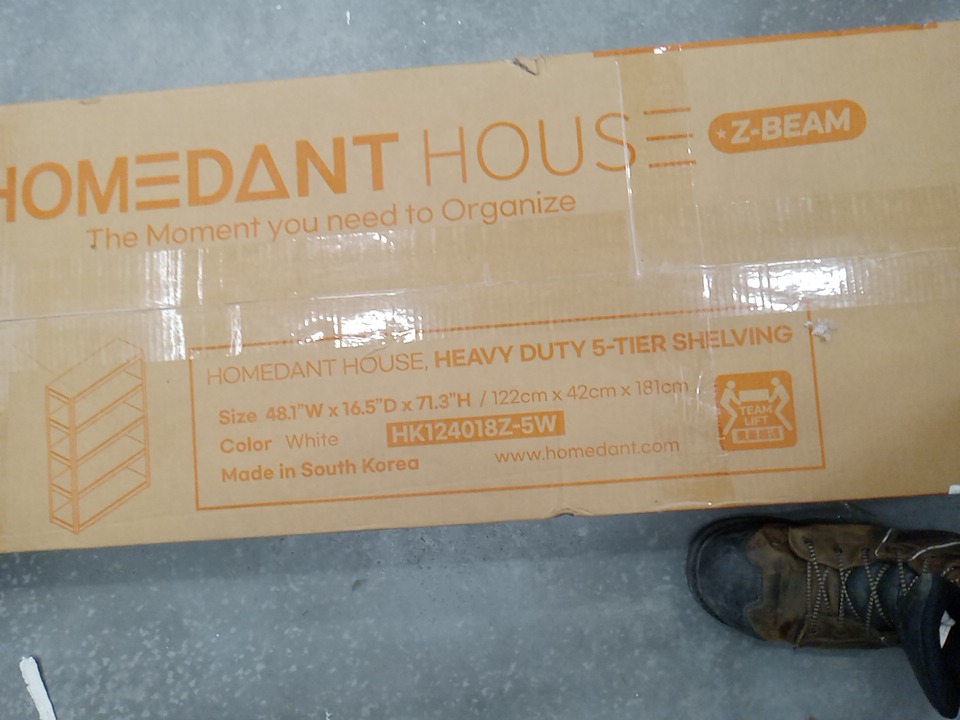 HOMEDANT HOUSE
Z-BEAM
The Moment you need to Organize
HOMEDANT HOUSE, HEAVY DUTY 5-TIER SHELVING
Size 48.1"W x 16.5"D x 71.3"H / 122cm x 42cm x 181cm
Color White
HK124018Z-5W
Made in South Korea
www.homedant.com
TEAM
LIFT